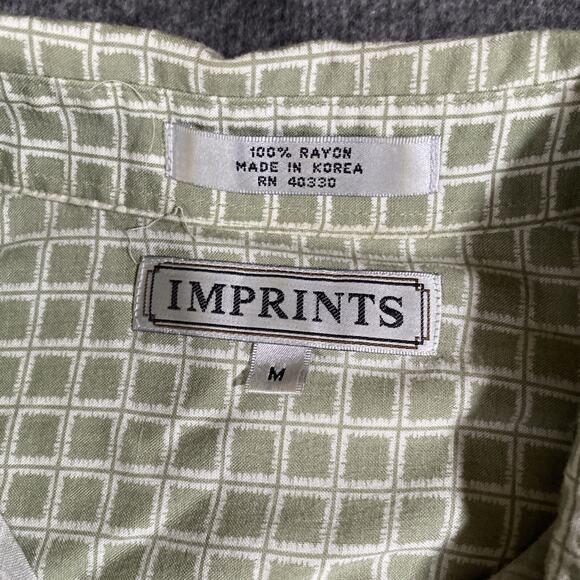 100% RAYON
MADE IN KOREA
RN 40330
IMPRINTS
M